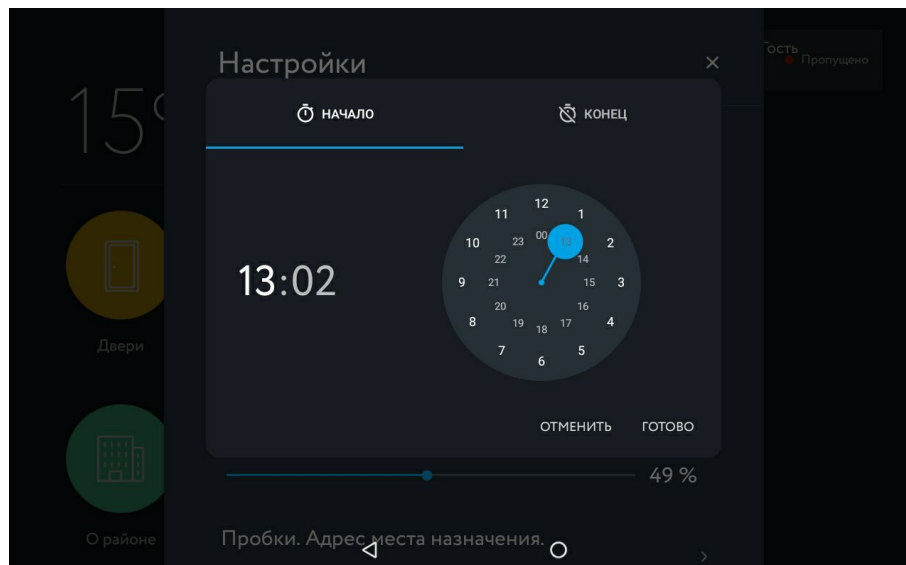 Настройки
Гость
Пропущено
15°
НАЧАЛО
КОНЕЦ
13:02
12
11
1
10
23
00
13
2
22
14
9
21
15
3
20
16
8
19
18
17
4
7
6
5
Двери
ОТМЕНИТЬ
ГОТОВО
49 %
О районе
Пробки. Адрес места назначения.